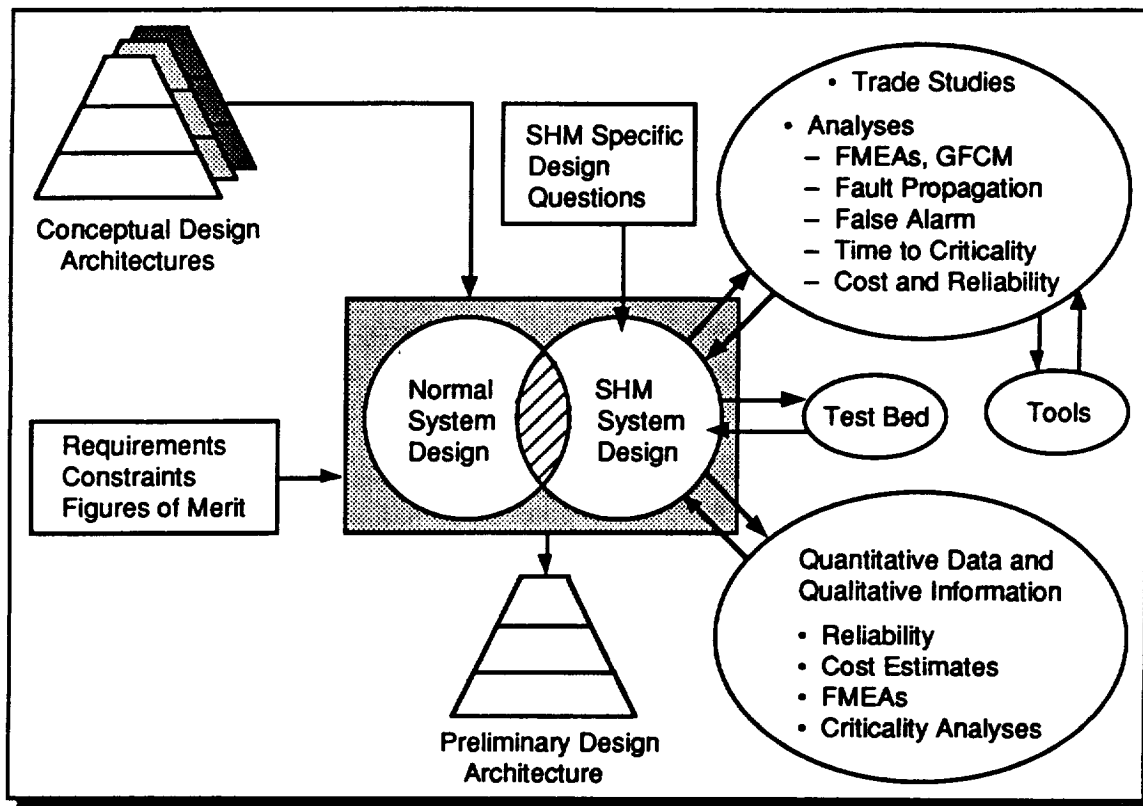 Conceptual Design
Architectures
SHM Specific
Design
Questions
• Trade Studies
• Analyses
– FMEAs, GFCM
– Fault Propagation
– False Alarm
– Time to Criticality
– Cost and Reliability
Normal
System
Design
SHM
System
Design
Test Bed
Tools
Requirements
Constraints
Figures of Merit
Quantitative Data and
Qualitative Information
• Reliability
• Cost Estimates
• FMEAs
• Criticality Analyses
Preliminary Design
Architecture